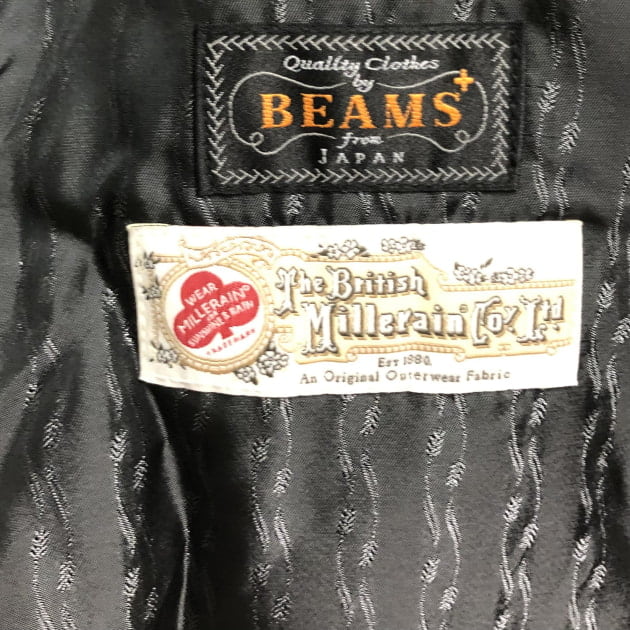 Quality Clothes
by
BEAMS+
from
JAPAN
WEAR
MILLERAIN®
FOR
SUNSHINE & RAIN
TRADEMARK
The British
Millerain® Co. Ltd
EST 1880.
An Original Outerwear Fabric